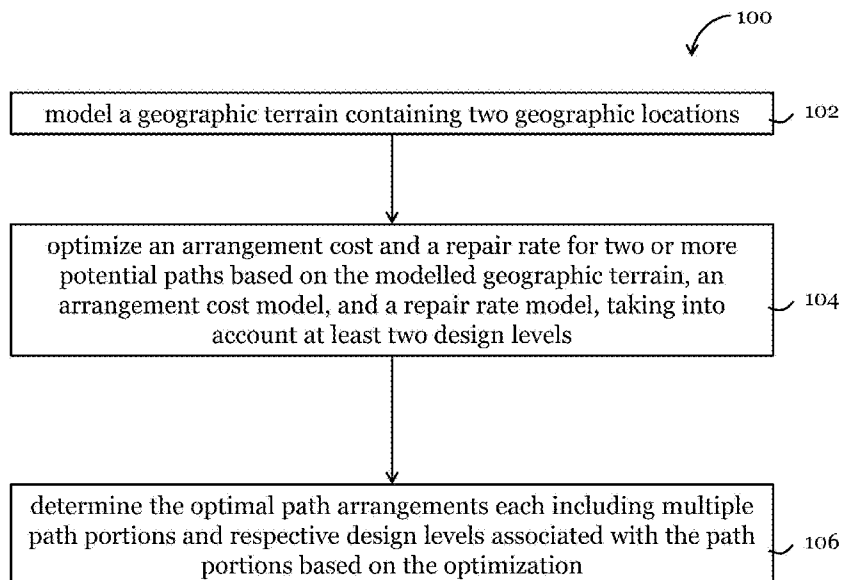 100
model a geographic terrain containing two geographic locations
102
optimize an arrangement cost and a repair rate for two or more
potential paths based on the modelled geographic terrain, an
arrangement cost model, and a repair rate model, taking into
account at least two design levels
104
determine the optimal path arrangements each including multiple
path portions and respective design levels associated with the path
portions based on the optimization
106